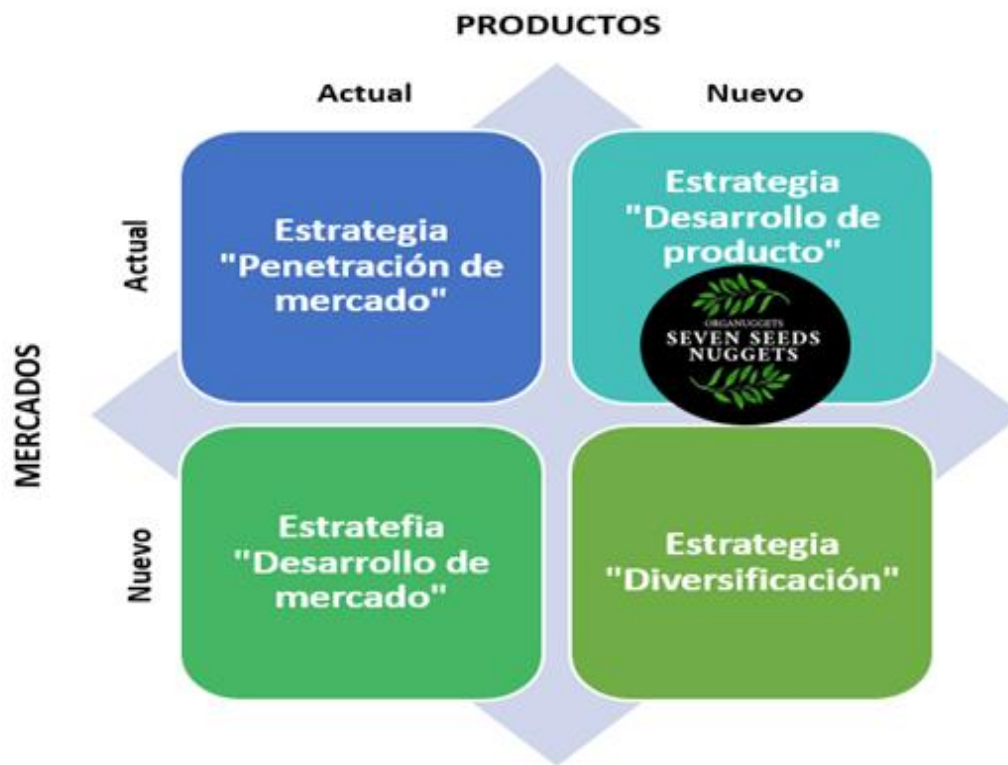 PRODUCTOS
Actual
Nuevo
MERCADOS
Actual
Estrategia
"Penetración de
mercado"
Estrategia
"Desarrollo de
producto"
ORGANUGGETS
SEVEN SEEDS
NUGGETS
Nuevo
Estratefia
"Desarrollo de
mercado"
Estrategia
"Diversificación"